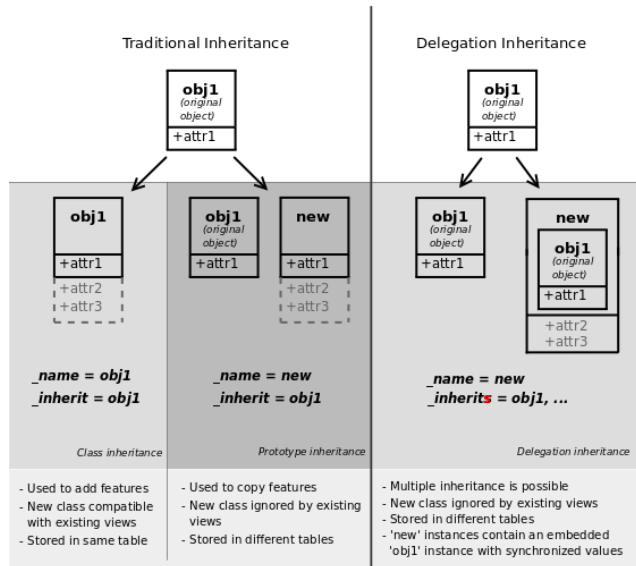 Traditional Inheritance
Delegation Inheritance
obj1
(original
object)
+attr1
obj1
(original
object)
+attr1
obj1
+attr1
+attr2
+attr3
obj1
(original
object)
+attr1
new
+attr1
+attr2
+attr3
obj1
(original
object)
+attr1
new
obj1
(original
object)
+attr1
+attr2
+attr3
_name = obj1
_inherit = obj1
_name = new
_inherit = obj1
_name = new
_inherits = obj1, ...
Class inheritance
Prototype inheritance
Delegation inheritance
- Used to add features
- New class compatible
with existing views
- Stored in same table
- Used to copy features
- New class ignored by existing
views
- Stored in different tables
- Multiple inheritance is possible
- New class ignored by existing views
- Stored in different tables
- 'new' instances contain an embedded
'obj1' instance with synchronized values